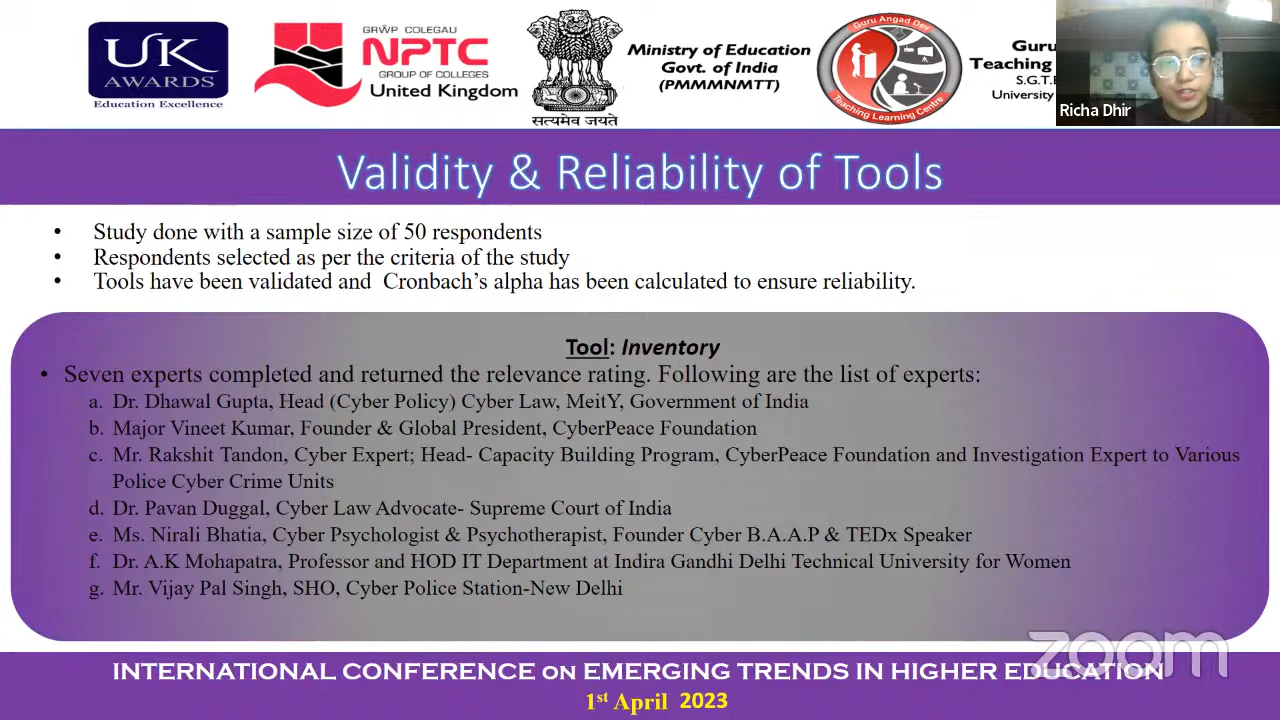 UK
AWARDS
Education Excellence
GRŴP COLEGAU
NPTC
GROUP OF COLLEGES
United Kingdom
सत्यमेव जयते
Ministry of Education
Govt. of India
(PMMMNMTT)
Guru Angad Dev
Teaching Learning Centre
Guru
Teaching
S.G.T.B
University
Richa Dhir
Validity & Reliability of Tools
• Study done with a sample size of 50 respondents
• Respondents selected as per the criteria of the study
• Tools have been validated and Cronbach’s alpha has been calculated to ensure reliability.
Tool: Inventory
• Seven experts completed and returned the relevance rating. Following are the list of experts:
a. Dr. Dhawal Gupta, Head (Cyber Policy) Cyber Law, MeitY, Government of India
b. Major Vineet Kumar, Founder & Global President, CyberPeace Foundation
c. Mr. Rakshit Tandon, Cyber Expert; Head- Capacity Building Program, CyberPeace Foundation and Investigation Expert to Various
Police Cyber Crime Units
d. Dr. Pavan Duggal, Cyber Law Advocate- Supreme Court of India
e. Ms. Nirali Bhatia, Cyber Psychologist & Psychotherapist, Founder Cyber B.A.A.P & TEDx Speaker
f. Dr. A.K Mohapatra, Professor and HOD IT Department at Indira Gandhi Delhi Technical University for Women
g. Mr. Vijay Pal Singh, SHO, Cyber Police Station-New Delhi
zoom
INTERNATIONAL CONFERENCE on EMERGING TRENDS IN HIGHER EDUCATION
1st April 2023